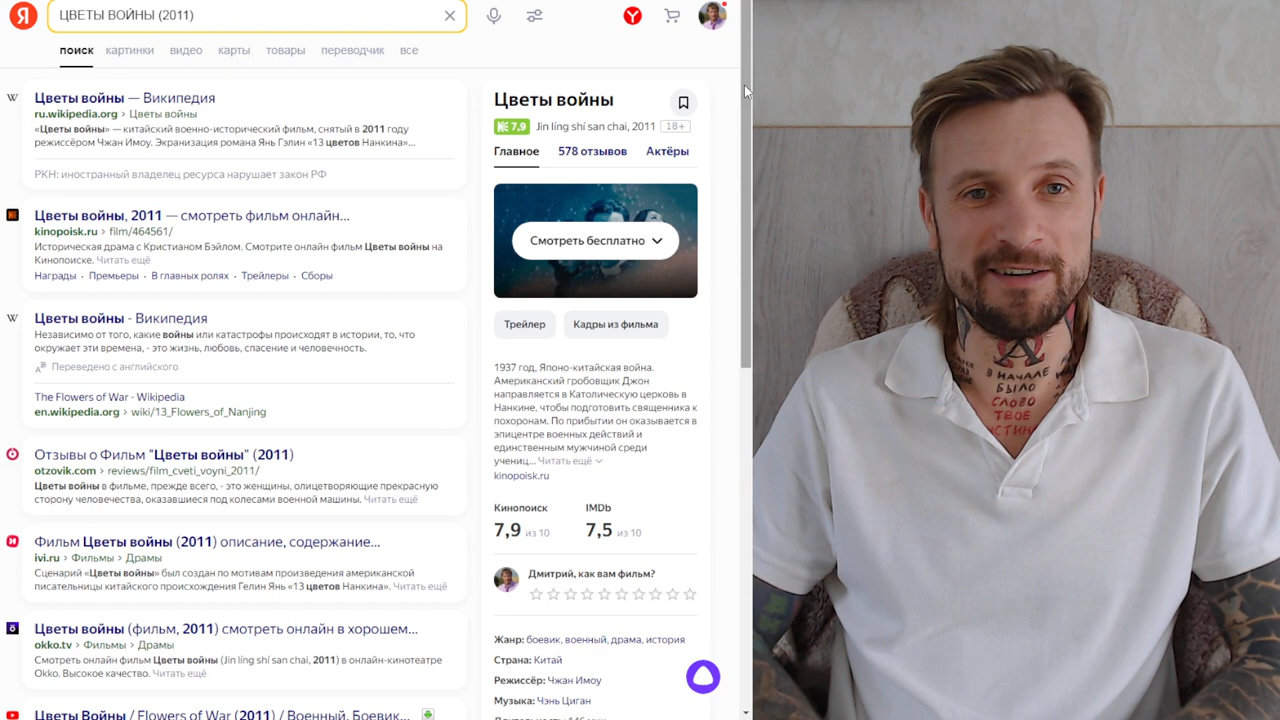 Я
ЦВЕТЫ ВОЙНЫ (2011)
поиск
картинки
видео
карты
товары
переводчик
все
Цветы войны — Википедия
ru.wikipedia.org › Цветы войны
«Цветы войны» — китайский военно-исторический фильм, снятый в 2011 году
режиссёром Чжан Имоу. Экранизация романа Янь Гэлин «13 цветов Нанкина»...
РКН: иностранный владелец ресурса нарушает закон РФ
Цветы войны, 2011 — смотреть фильм онлайн...
kinopoisk.ru › film/464561/
Историческая драма с Кристианом Бэйлом. Смотрите онлайн фильм Цветы войны на
Кинопоиске. Читать ещё
Награды · Премьеры · В главных ролях · Трейлеры · Сборы
Цветы войны - Википедия
Независимо от того, какие войны или катастрофы происходят в истории, то, что
окружает эти времена, - это жизнь, любовь, спасение и человечность.
Переведено с английского
The Flowers of War - Wikipedia
en.wikipedia.org › wiki/13_Flowers_of_Nanjing
Отзывы о Фильм "Цветы войны" (2011)
otzovik.com › reviews/film_cveti_voyni_2011/
Цветы войны в фильме, прежде всего, - это женщины, олицетворяющие прекрасную
сторону человечества, оказавшиеся под колесами военной машины. Читать ещё
Фильм Цветы войны (2011) описание, содержание...
ivi.ru › Фильмы › Драмы
Сценарий «Цветы войны» был создан по мотивам произведения американской
писательницы китайского происхождения Гелин Янь «13 цветов Нанкина». Читать ещё
Цветы войны (фильм, 2011) смотреть онлайн в хорошем...
okko.tv › Фильмы › Драмы
Смотреть онлайн фильм Цветы войны (Jin líng shí san chai, 2011) в онлайн-кинотеатре
Okko. Высокое качество. Читать ещё
Цветы Войны / Flowers of War (2011) / Военный, Боевик...
Цветы войны
7,9 Jin líng shí san chai, 2011 18+
Главное
578 отзывов
Актёры
Смотреть бесплатно
Трейлер
Кадры из фильма
1937 год, Японо-китайская война.
Американский гробовщик Джон
направляется в Католическую церковь в
Нанкине, чтобы подготовить священника к
похоронам. По прибытии он оказывается в
эпицентре военных действий и
единственным мужчиной среди
учениц... Читать ещё
kinopoisk.ru
Кинопоиск IMDb
7,9 из 10 7,5 из 10
Дмитрий, как вам фильм?
Жанр: боевик, военный, драма, история
Страна: Китай
Режиссёр: Чжан Имоу
Музыка: Чэнь Циган
В НАЧАЛЕ
БЫЛО
СЛОВО
ТВОЕ